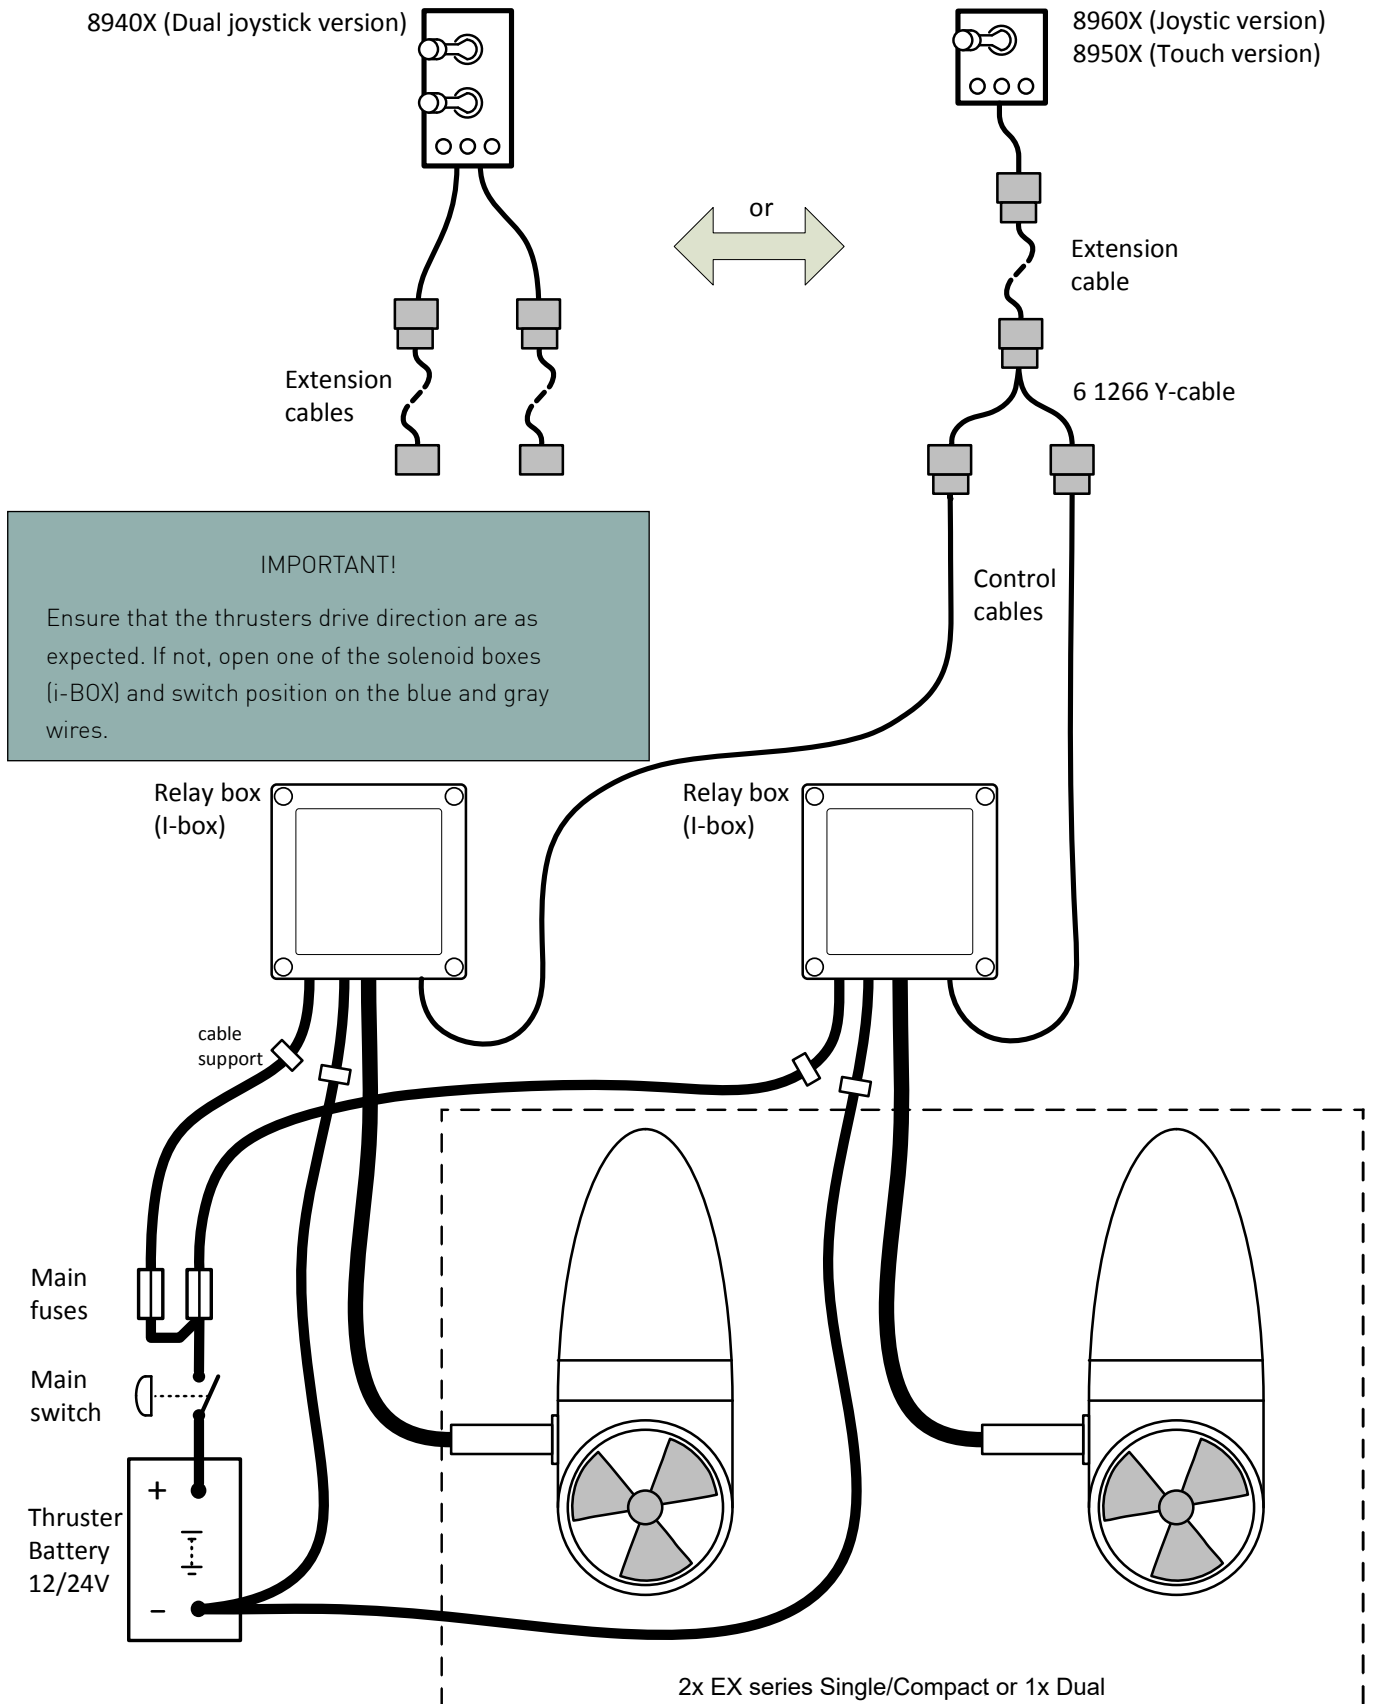 8940X (Dual joystick version)
8960X (Joystic version)
8950X (Touch version)
or
Extension
cable
Extension
cables
6 1266 Y-cable
IMPORTANT!
Ensure that the thrusters drive direction are as
expected. If not, open one of the solenoid boxes
(i-BOX) and switch position on the blue and gray
wires.
Control
cables
Relay box
(I-box)
Relay box
(I-box)
cable
support
Main
fuses
Main
switch
+
Thruster
Battery
12/24V
–
2x EX series Single/Compact or 1x Dual